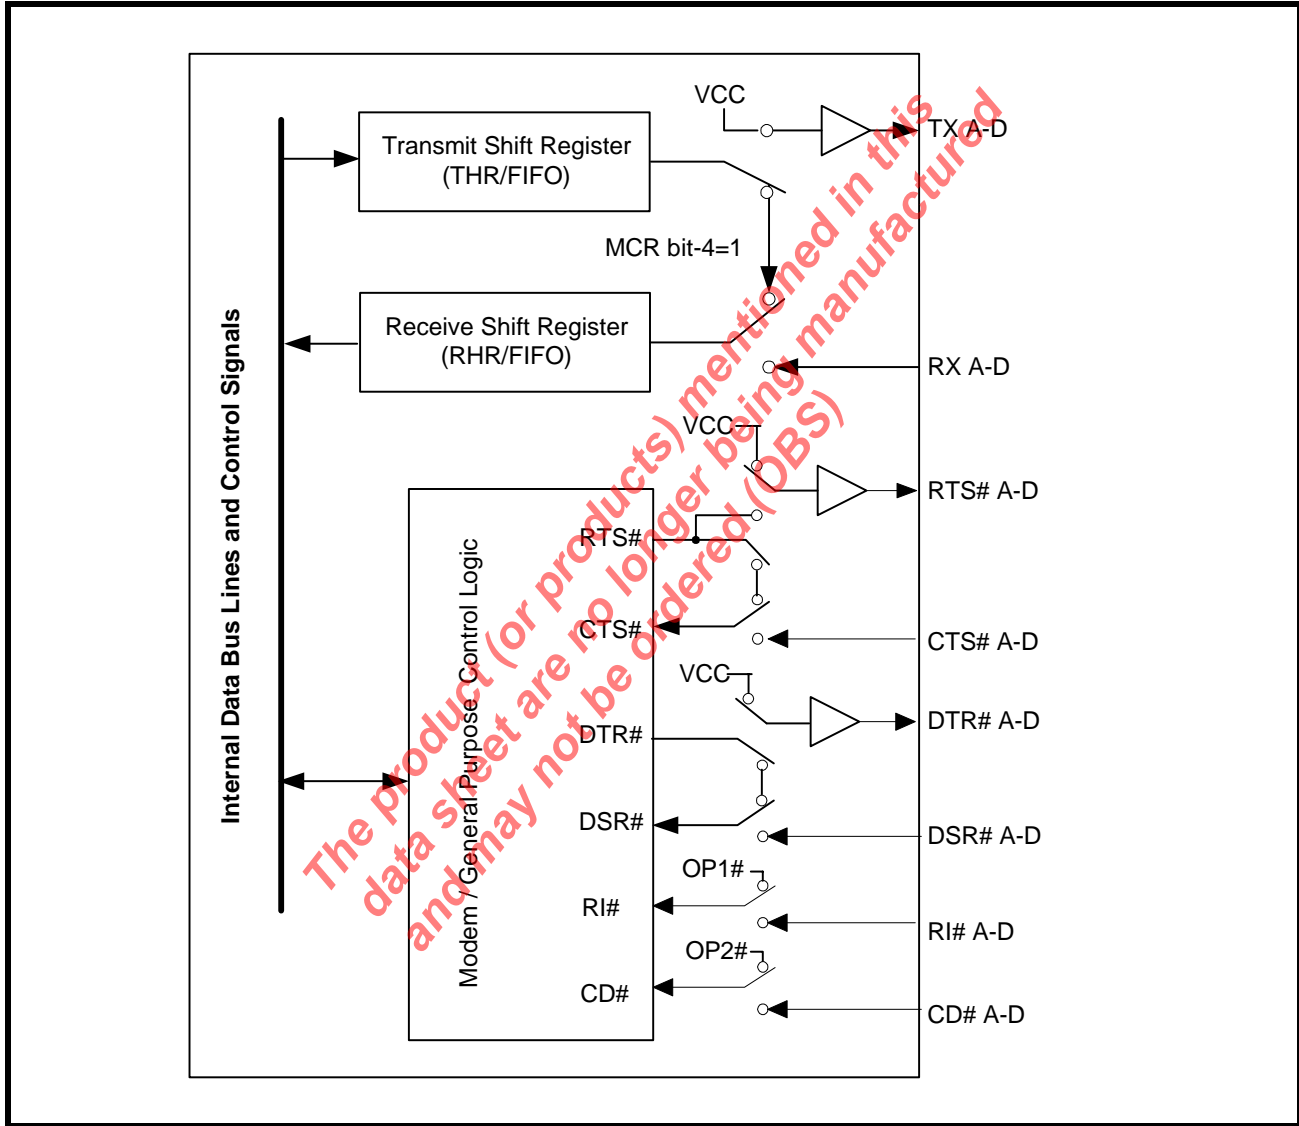 VCC
TX A-D
Transmit Shift Register
(THR/FIFO)
MCR bit-4=1
Receive Shift Register
(RHR/FIFO)
RX A-D
Internal Data Bus Lines and Control Signals
VCC
RTS# A-D
RTS#
Modem / General Purpose Control Logic
CTS#
CTS# A-D
VCC
DTR# A-D
DTR#
DSR#
DSR# A-D
OP1#
RI#
RI# A-D
OP2#
CD#
CD# A-D
The product (or products) mentioned in this
data sheet are no longer being manufactured
and may not be ordered (OBS)